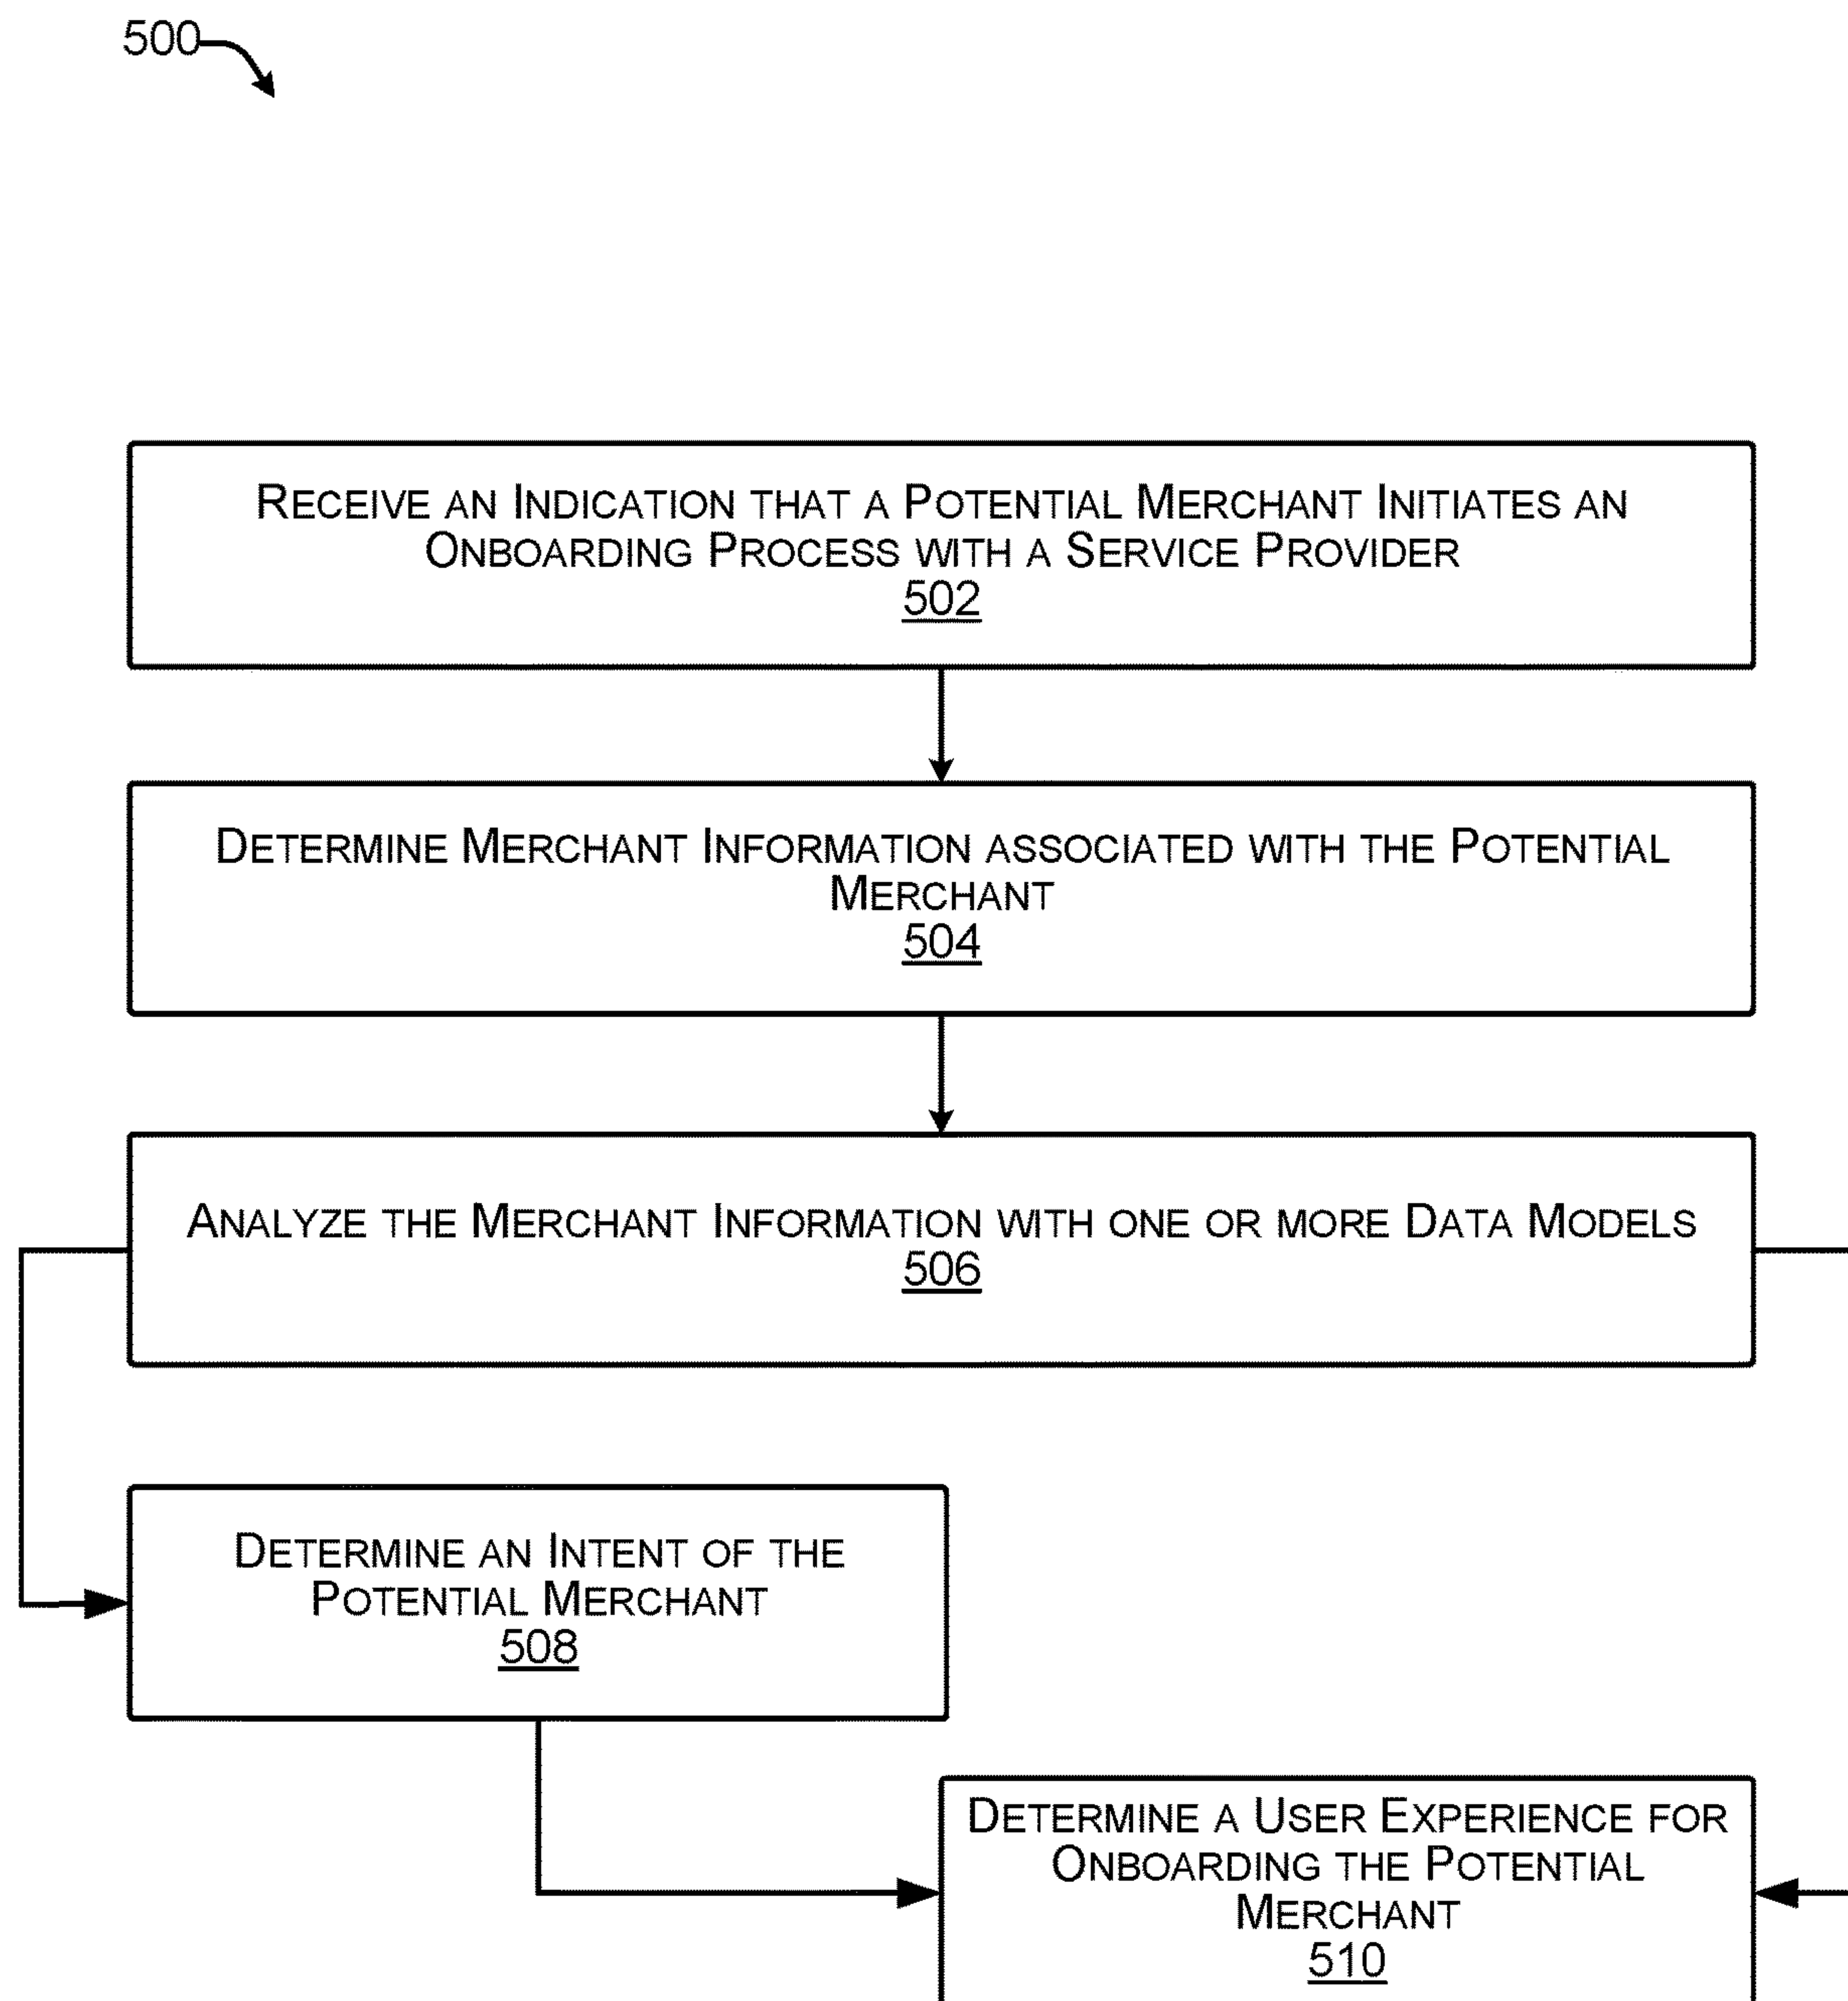 500
RECEIVE AN INDICATION THAT A POTENTIAL MERCHANT INITIATES AN
ONBOARDING PROCESS WITH A SERVICE PROVIDER
502
DETERMINE MERCHANT INFORMATION ASSOCIATED WITH THE POTENTIAL
MERCHANT
504
ANALYZE THE MERCHANT INFORMATION WITH ONE OR MORE DATA MODELS
506
DETERMINE AN INTENT OF THE
POTENTIAL MERCHANT
508
DETERMINE A USER EXPERIENCE FOR
ONBOARDING THE POTENTIAL
MERCHANT
510